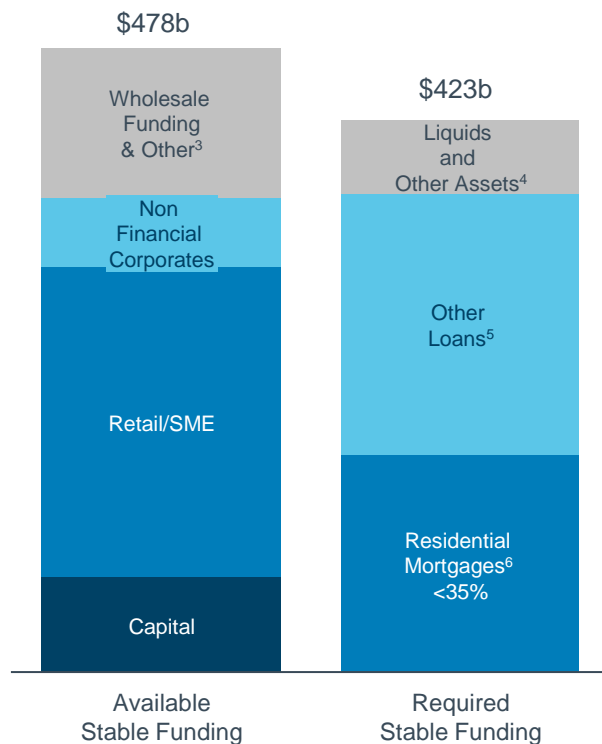 $478b
Wholesale
Funding
& Other³
Non
Financial
Corporates
Retail/SME
Capital
Available
Stable Funding
$423b
Liquids
and
Other Assets⁴
Other
Loans⁵
Residential
Mortgages⁶
<35%
Required
Stable Funding